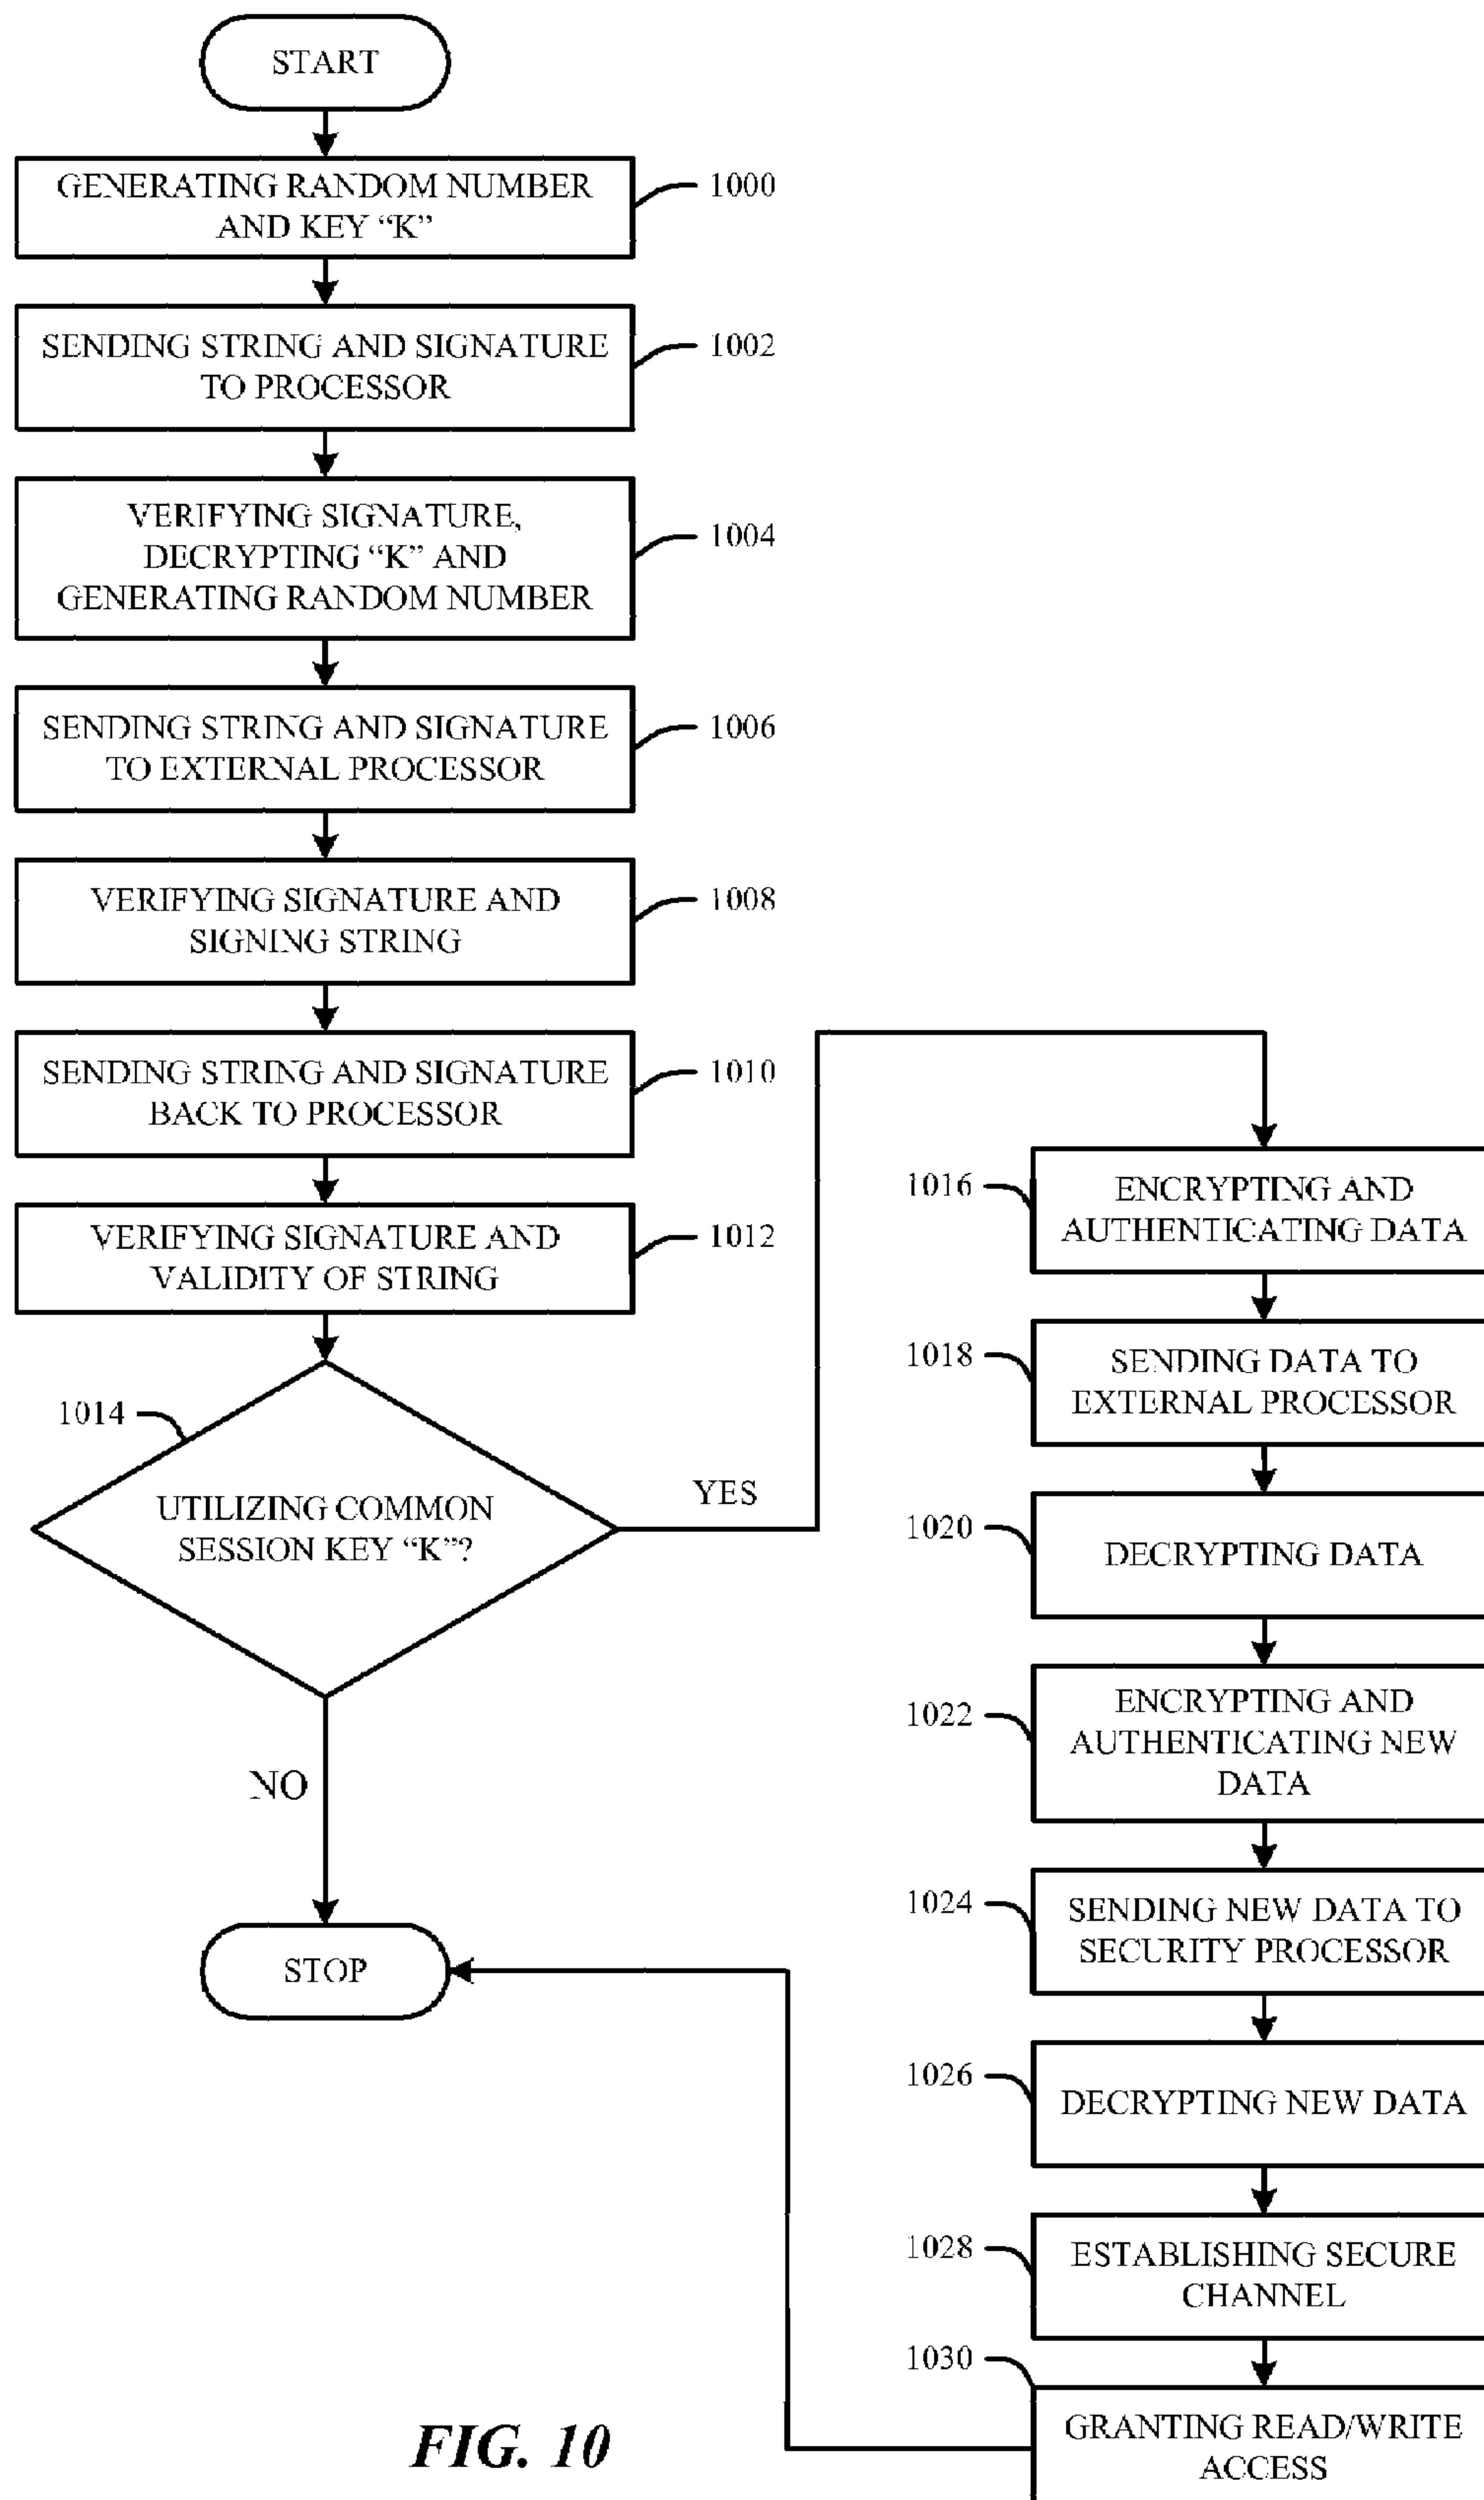 START
GENERATING RANDOM NUMBER
AND KEY “K”
1000
SENDING STRING AND SIGNATURE
TO PROCESSOR
1002
VERIFYING SIGNATURE,
DECRYPTING “K” AND
GENERATING RANDOM NUMBER
1004
SENDING STRING AND SIGNATURE
TO EXTERNAL PROCESSOR
1006
VERIFYING SIGNATURE AND
SIGNING STRING
1008
SENDING STRING AND SIGNATURE
BACK TO PROCESSOR
1010
VERIFYING SIGNATURE AND
VALIDITY OF STRING
1012
1014
UTILIZING COMMON
SESSION KEY “K”?
YES
NO
STOP
1016
ENCRYPTING AND
AUTHENTICATING DATA
1018
SENDING DATA TO
EXTERNAL PROCESSOR
1020
DECRYPTING DATA
1022
ENCRYPTING AND
AUTHENTICATING NEW
DATA
1024
SENDING NEW DATA TO
SECURITY PROCESSOR
1026
DECRYPTING NEW DATA
1028
ESTABLISHING SECURE
CHANNEL
1030
GRANTING READ/WRITE
ACCESS
FIG. 10